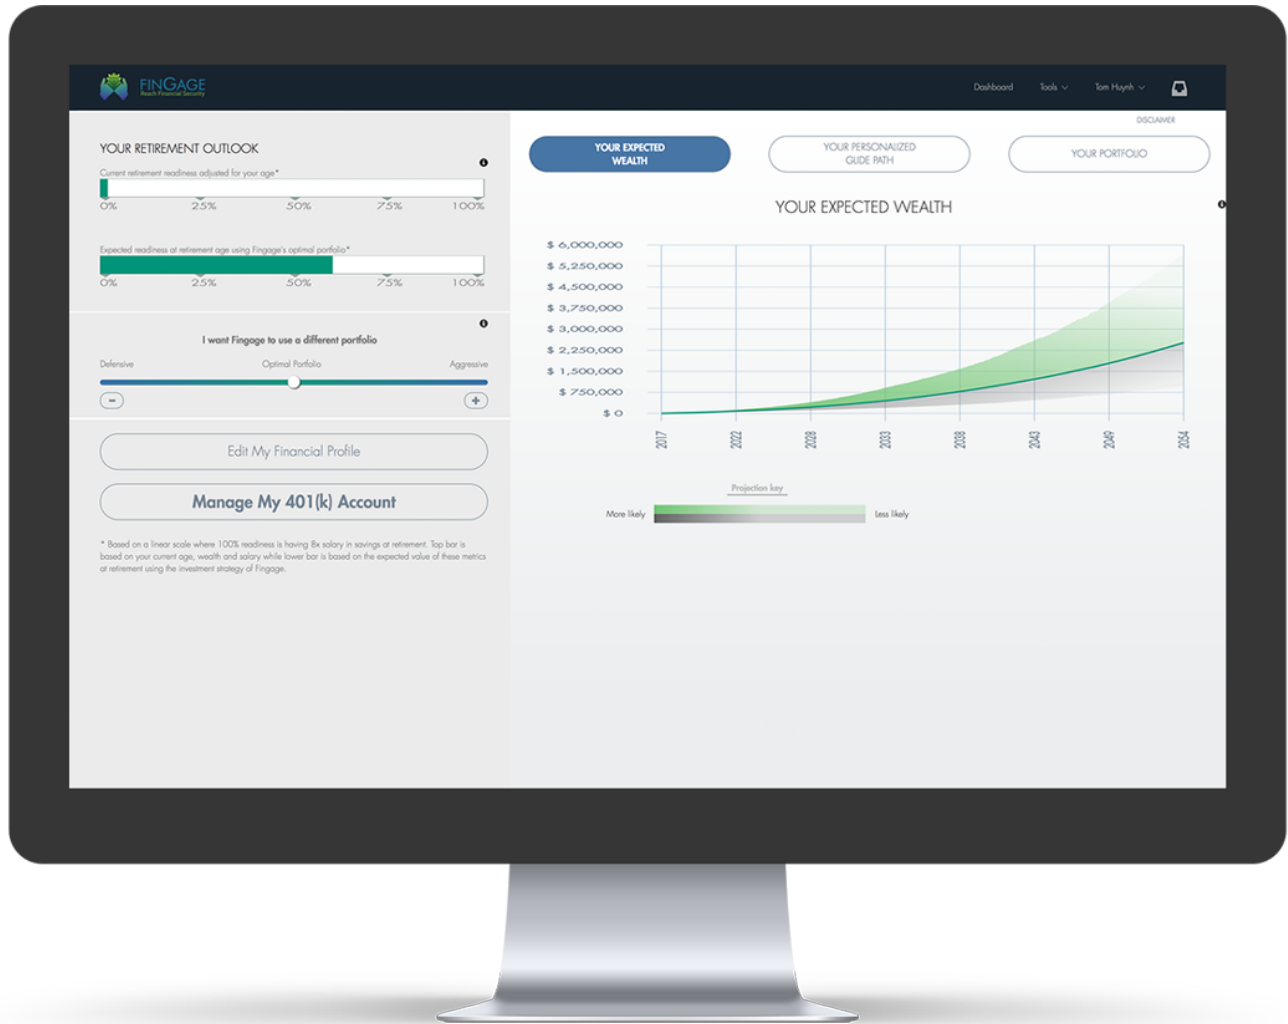 FINGAGE
Reach Financial Security
Dashboard
Tools
Tom Huynh
YOUR RETIREMENT OUTLOOK
Current retirement readiness adjusted for your age*
0% 25% 50% 75% 100%
Expected readiness at retirement age using Fingage's optimal portfolio*
0% 25% 50% 75% 100%
I want Fingage to use a different portfolio
Defensive Optimal Portfolio Aggressive
Edit My Financial Profile
Manage My 401(k) Account
* Based on a linear scale where 100% readiness is having 8x salary in savings at retirement. Top bar is
based on your current age, wealth and salary while lower bar is based on the expected value of these metrics
at retirement using the investment strategy of Fingage.
DISCLAIMER
YOUR EXPECTED
WEALTH
YOUR PERSONALIZED
GLIDE PATH
YOUR PORTFOLIO
YOUR EXPECTED WEALTH
$ 6,000,000
$ 5,250,000
$ 4,500,000
$ 3,750,000
$ 3,000,000
$ 2,250,000
$ 1,500,000
$ 750,000
$ 0
2017 2022 2028 2033 2038 2043 2049 2054
Projection key
More likely Less likely